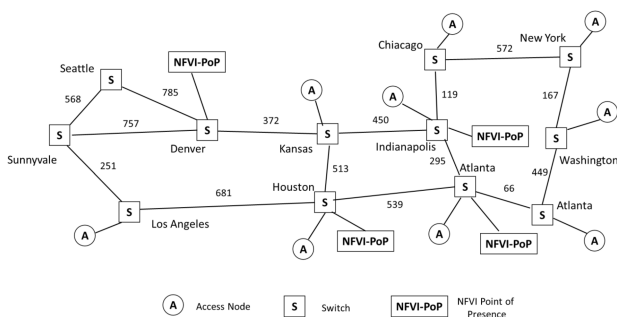 A
A
Chiacago
572
New York
S
S
Seattle
NFVI-PoP
S
568
785
A
119
167
A
A
757
372
450
S
S
S
S
NFVI-PoP
S
Sunnyvale
Denver
Kansas
Indianapolis
Washington
251
513
295
Atlanta
449
681
Houston
S
66
S
S
539
S
Atlanta
Los Angeles
A
A
NFVI-PoP
A
NFVI-PoP
A
A Access Node
S Switch
NFVI-PoP
NFVI Point of
Presence